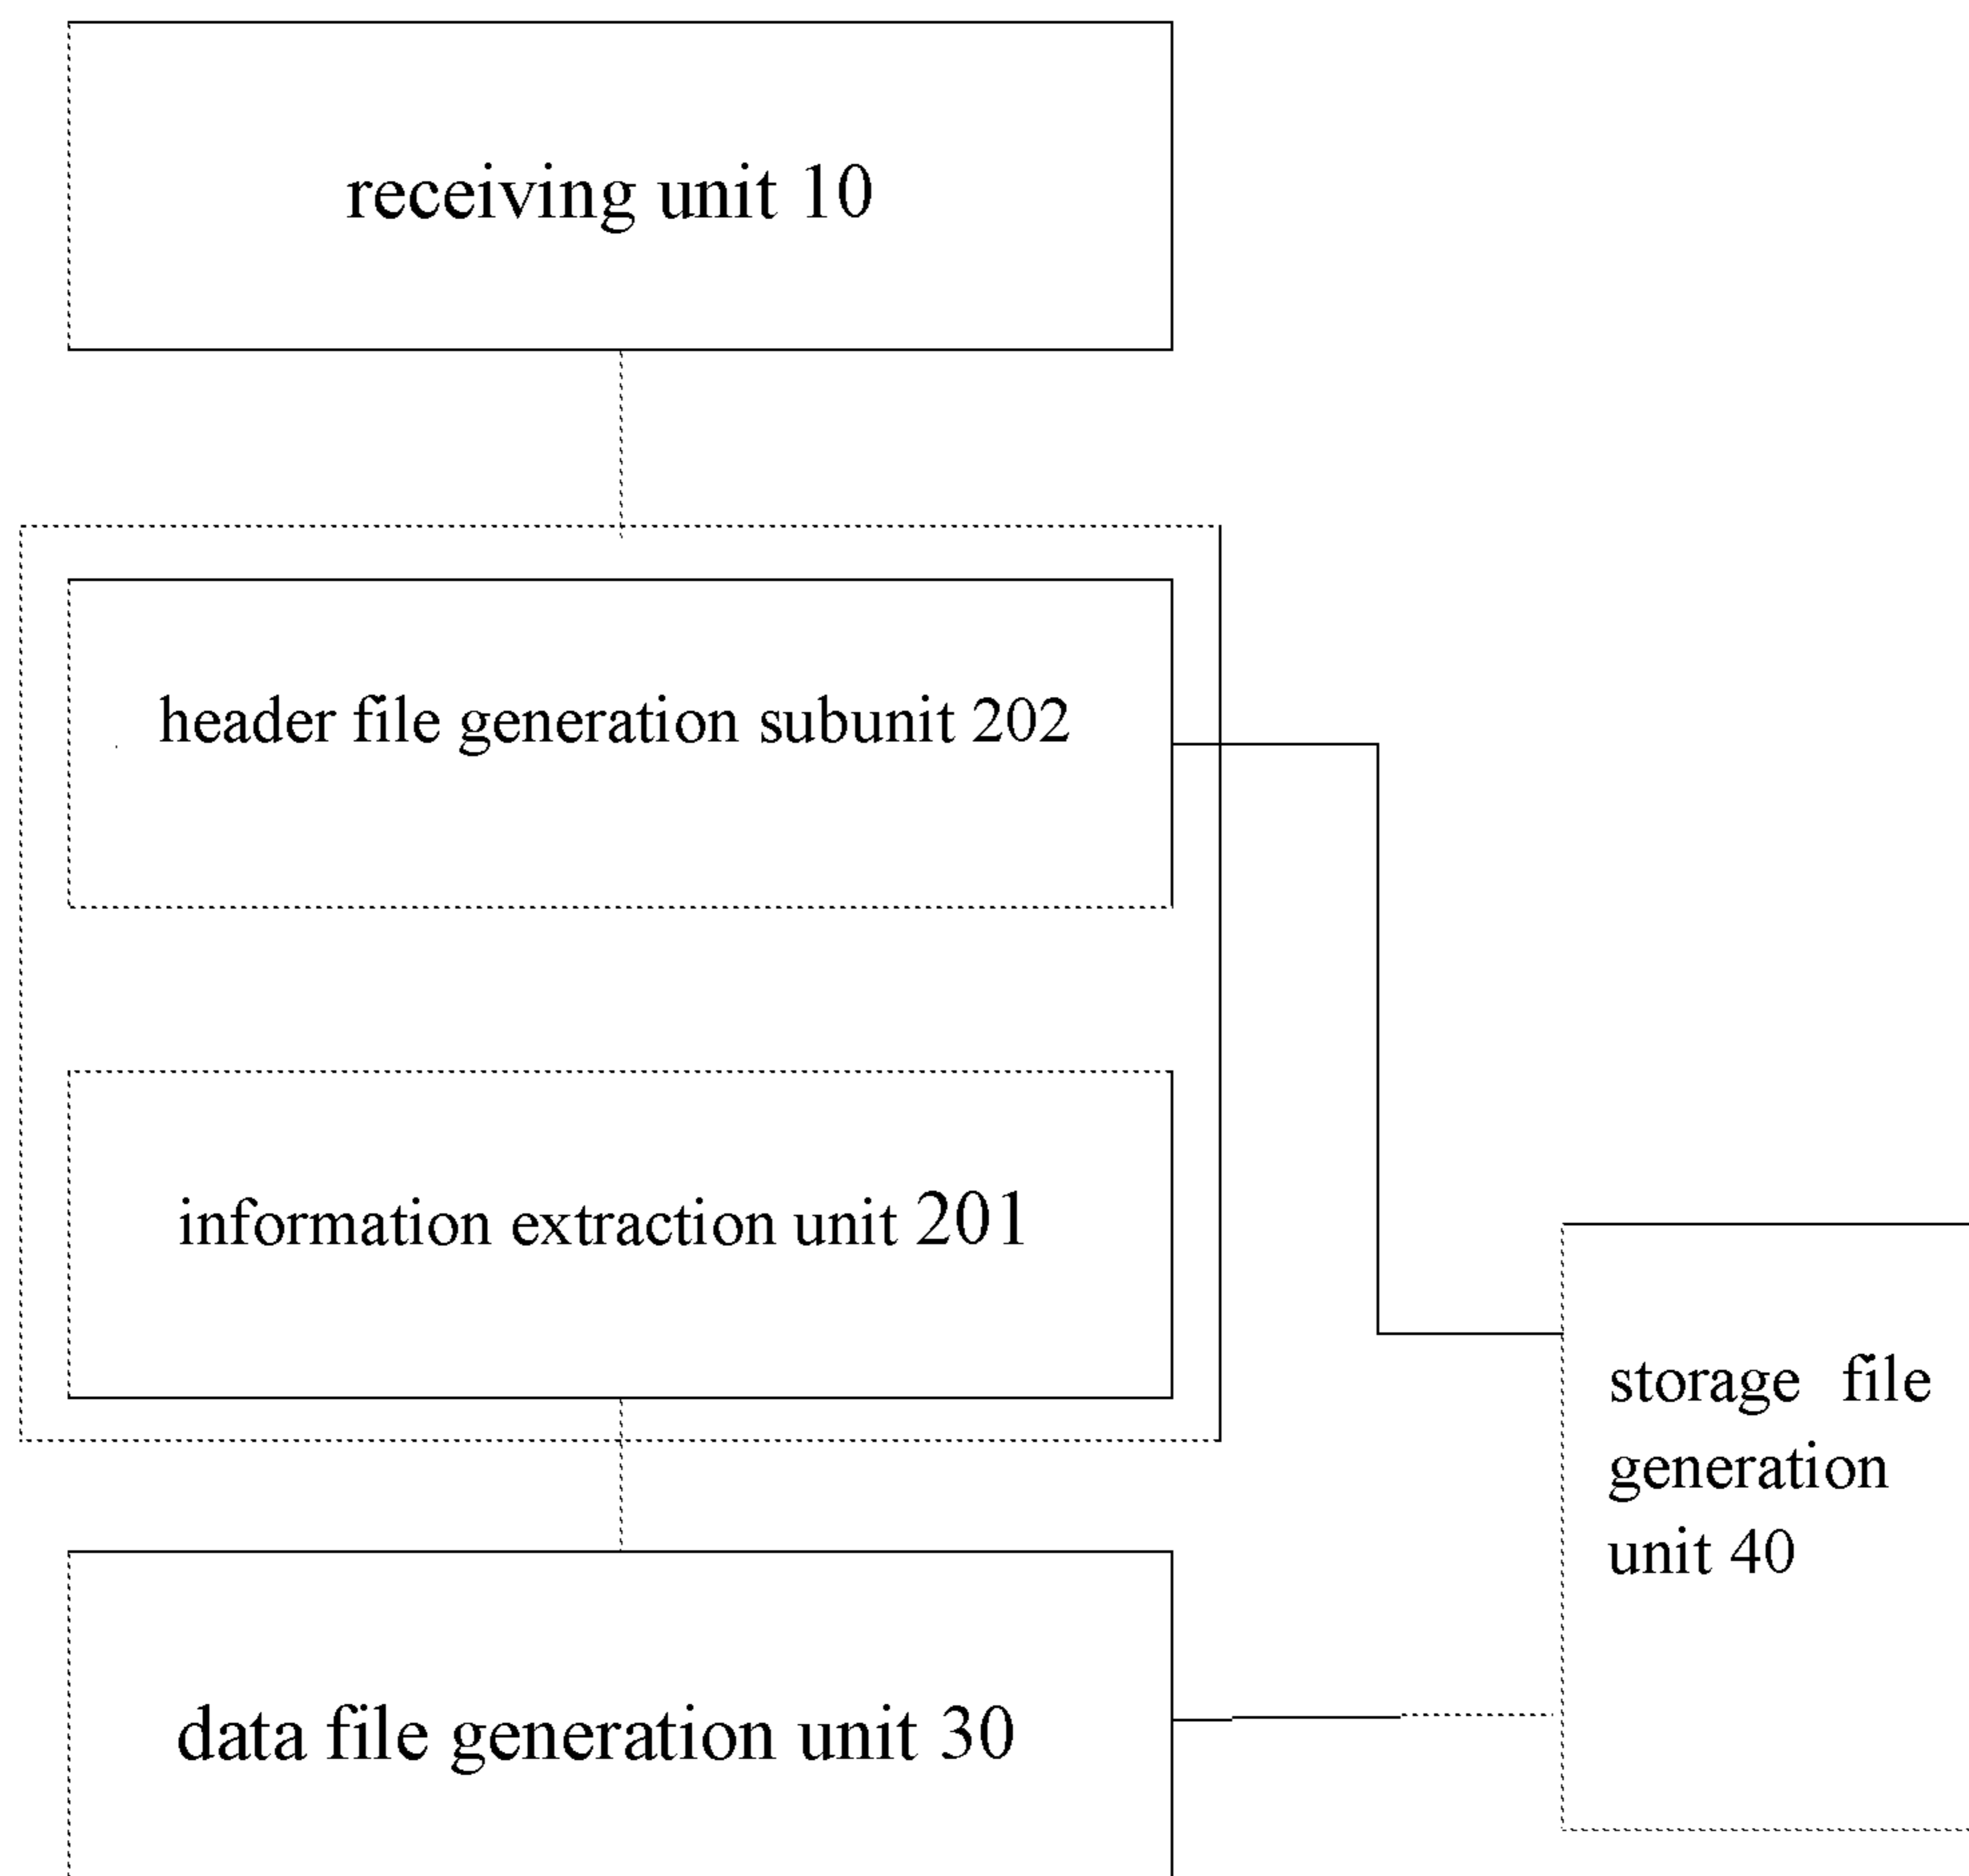 receiving unit 10
header file generation subunit 202
information extraction unit 201
storage file
generation
unit 40
data file generation unit 30